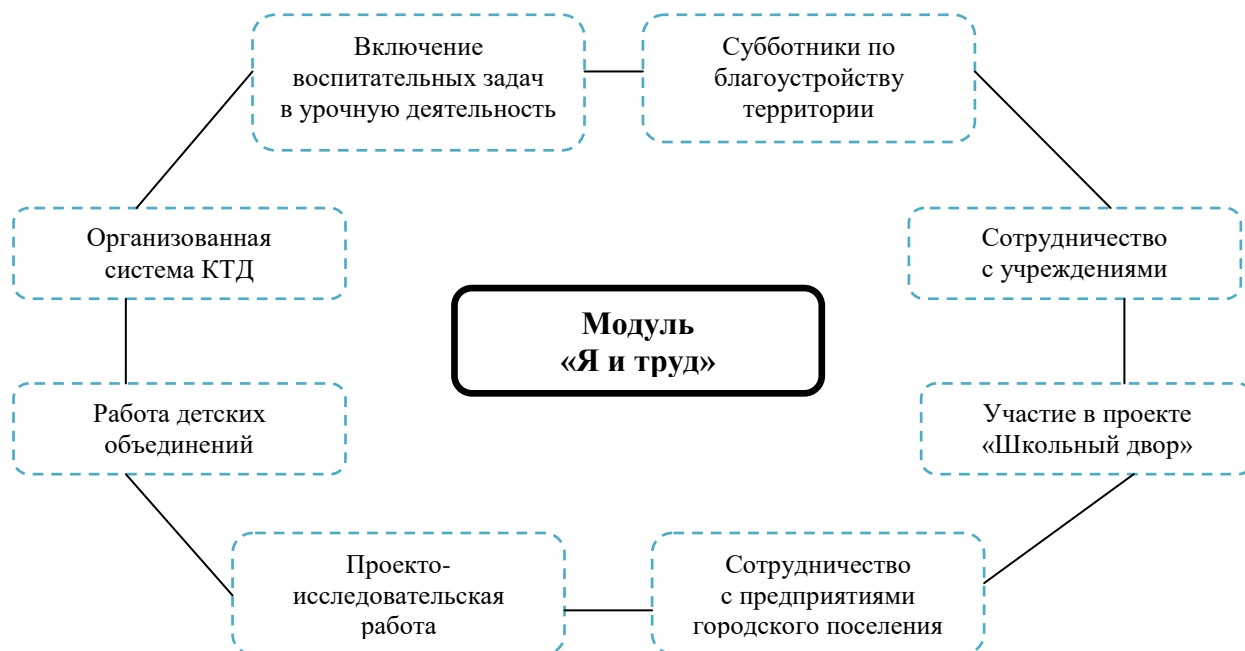 Включение
воспитательных задач
в урочную деятельность
Субботники по
благоустройству
территории
Организованная
система КТД
Сотрудничество
с учреждениями
Модуль
«Я и труд»
Работа детских
объединений
Участие в проекте
«Школьный двор»
Проекто-
исследовательская
работа
Сотрудничество
с предприятиями
городского поселения